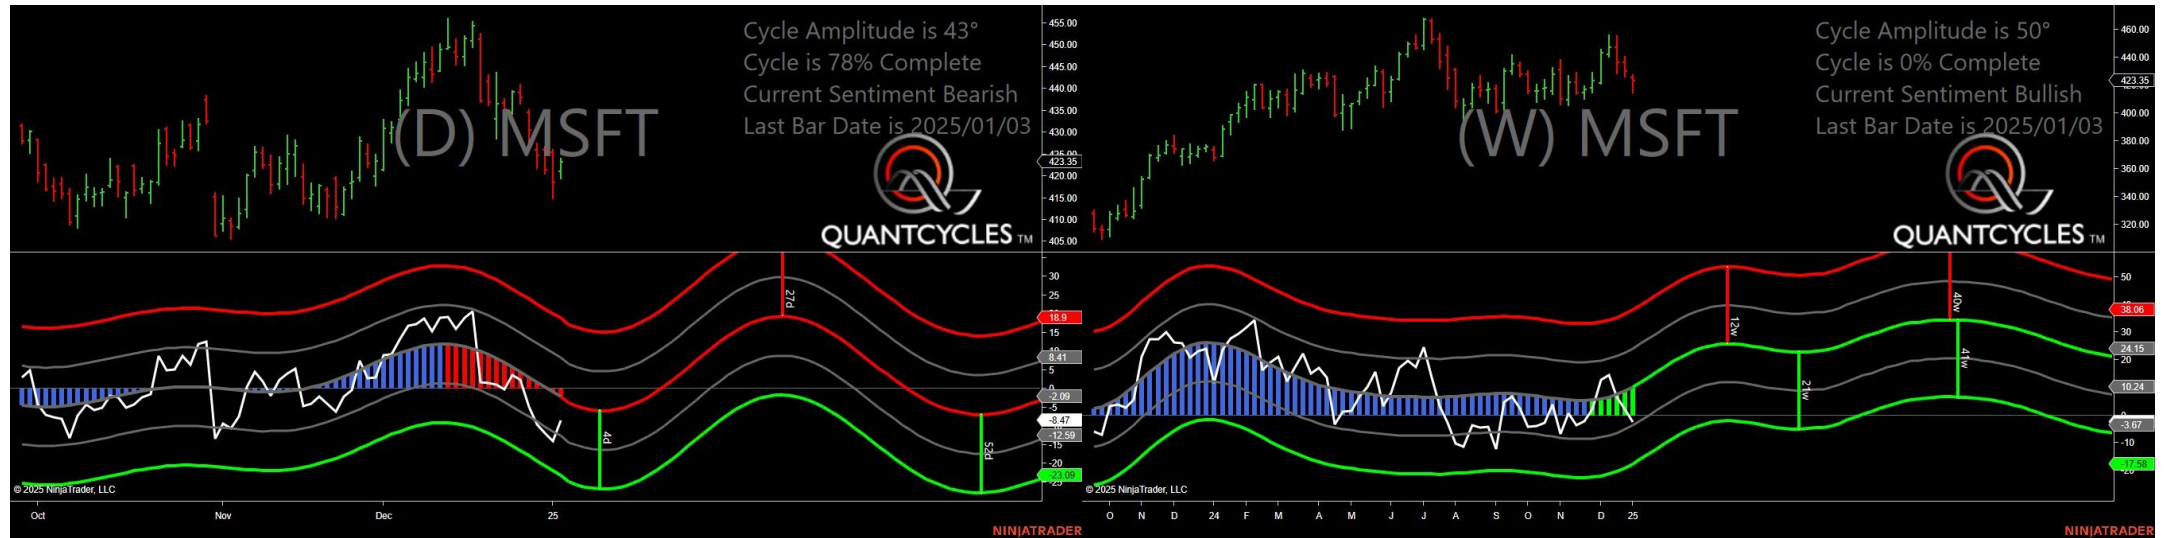 Cycle Amplitude is 43°
Cycle is 78% Complete
Current Sentiment Bearish
Last Bar Date is 2025/01/03
(D) MSFT
QUANTCYCLES TM
455.00
450.00
445.00
440.00
435.00
430.00
423.35
420.00
415.00
410.00
405.00
30
25
18.9
15
8.41
5
0
-2.09
-5
-8.47
-12.59
-15
-20
-23.09
27d
4d
52d
© 2025 NinjaTrader, LLC
Oct
Nov
Dec
25
NINJATRADER
Cycle Amplitude is 50°
Cycle is 0% Complete
Current Sentiment Bullish
Last Bar Date is 2025/01/03
(W) MSFT
QUANTCYCLES TM
460.00
440.00
423.35
400.00
380.00
360.00
340.00
320.00
50
38.06
30
24.15
20
10.24
-3.67
-10
-17.58
12w
21w
40w
41w
© 2025 NinjaTrader, LLC
O N D 24 F M A M J J A S O N D 25
NINJATRADER